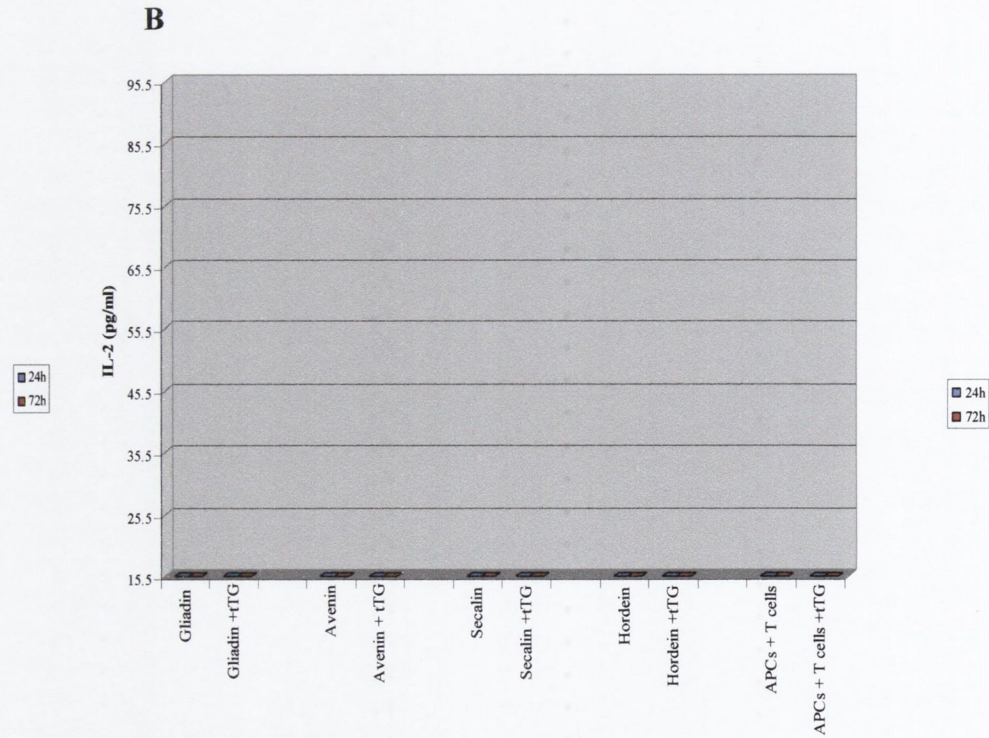 B
95.5
85.5
75.5
65.5
55.5
45.5
35.5
25.5
15.5
IL-2 (pg/ml)
24h
72h
Gliadin
Gliadin +tTG
Avenin
Avenin + tTG
Secalin
Secalin +tTG
Hordein
Hordein +tTG
APCs + T cells
APCs + T cells +tTG
24h
72h